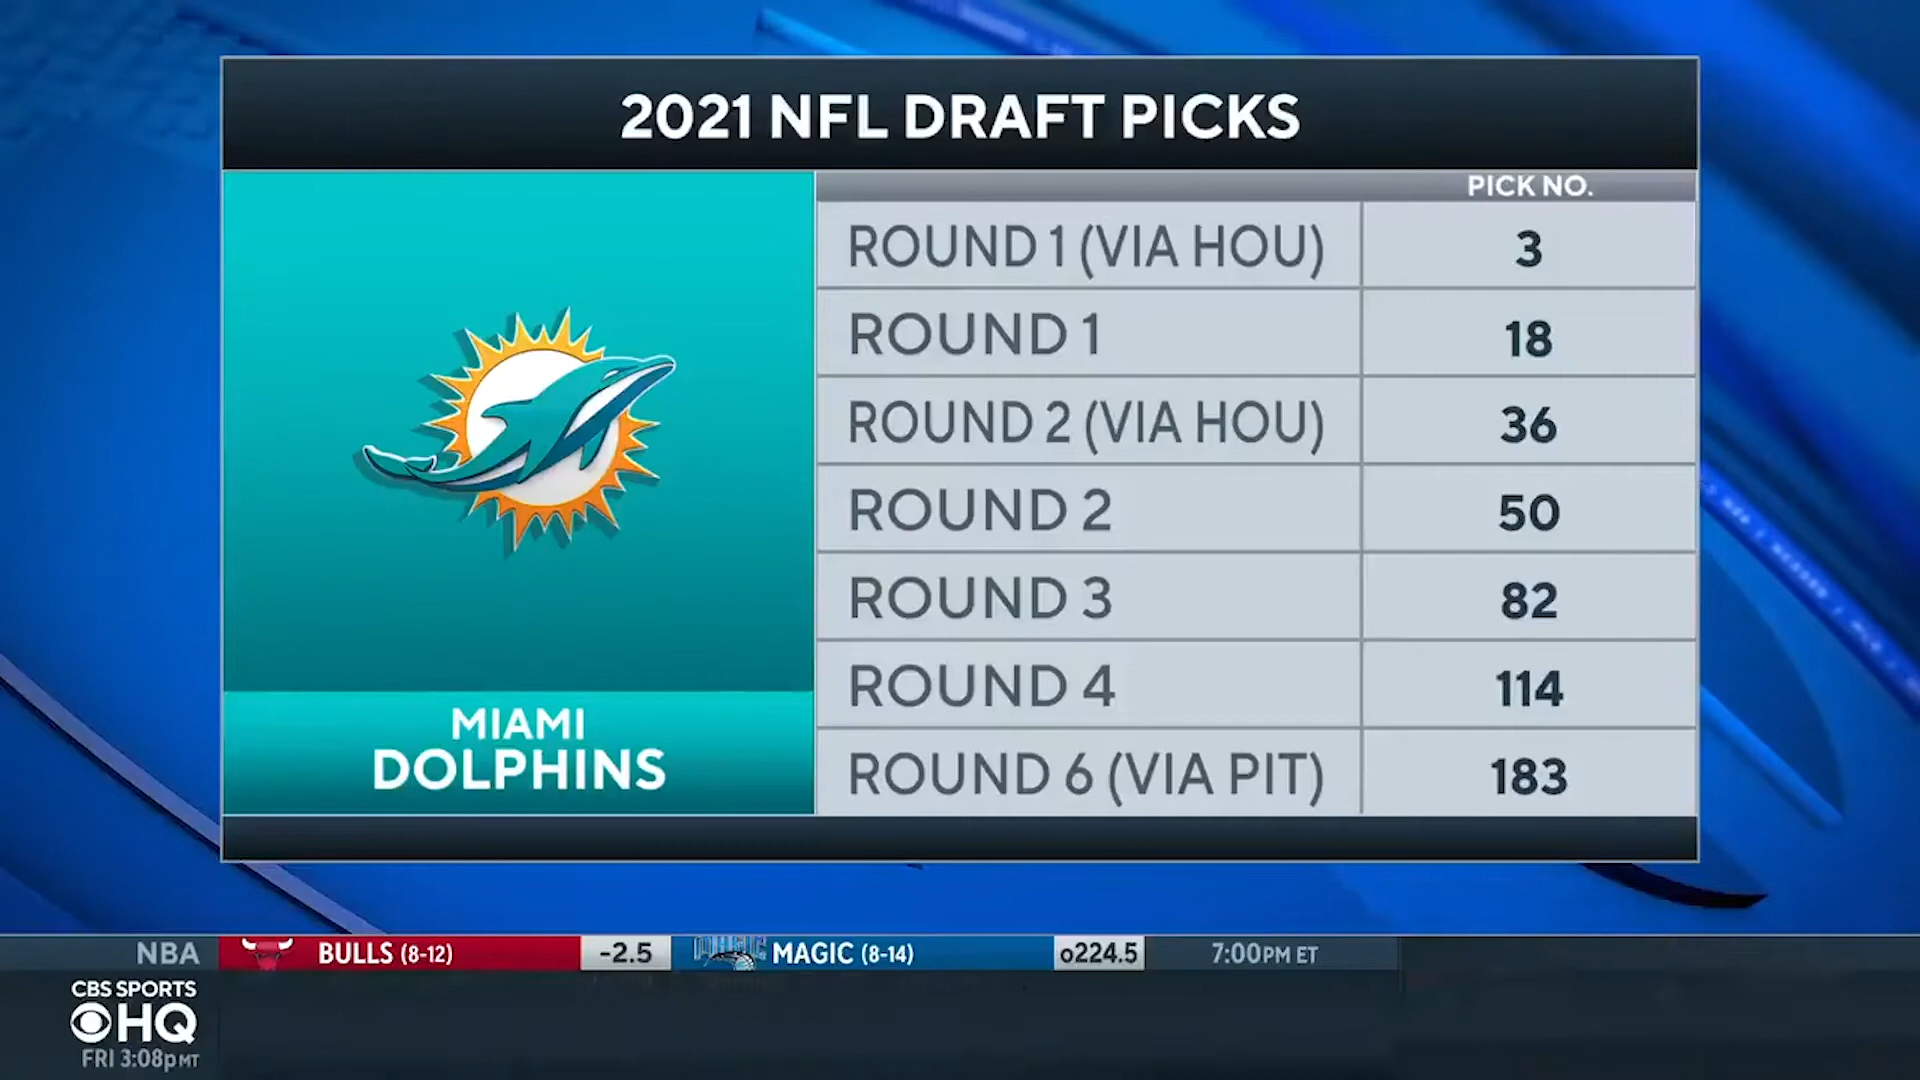 2021 NFL DRAFT PICKS
PICK NO.
ROUND 1 (VIA HOU) 3
ROUND 1 18
ROUND 2 (VIA HOU) 36
ROUND 2 50
ROUND 3 82
ROUND 4 114
ROUND 6 (VIA PIT) 183
MIAMI
DOLPHINS
NBA BULLS (8-12) -2.5 MAGIC MAGIC (8-14) o224.5 7:00PM ET
CBS SPORTS
HQ
FRI 3:08pMT